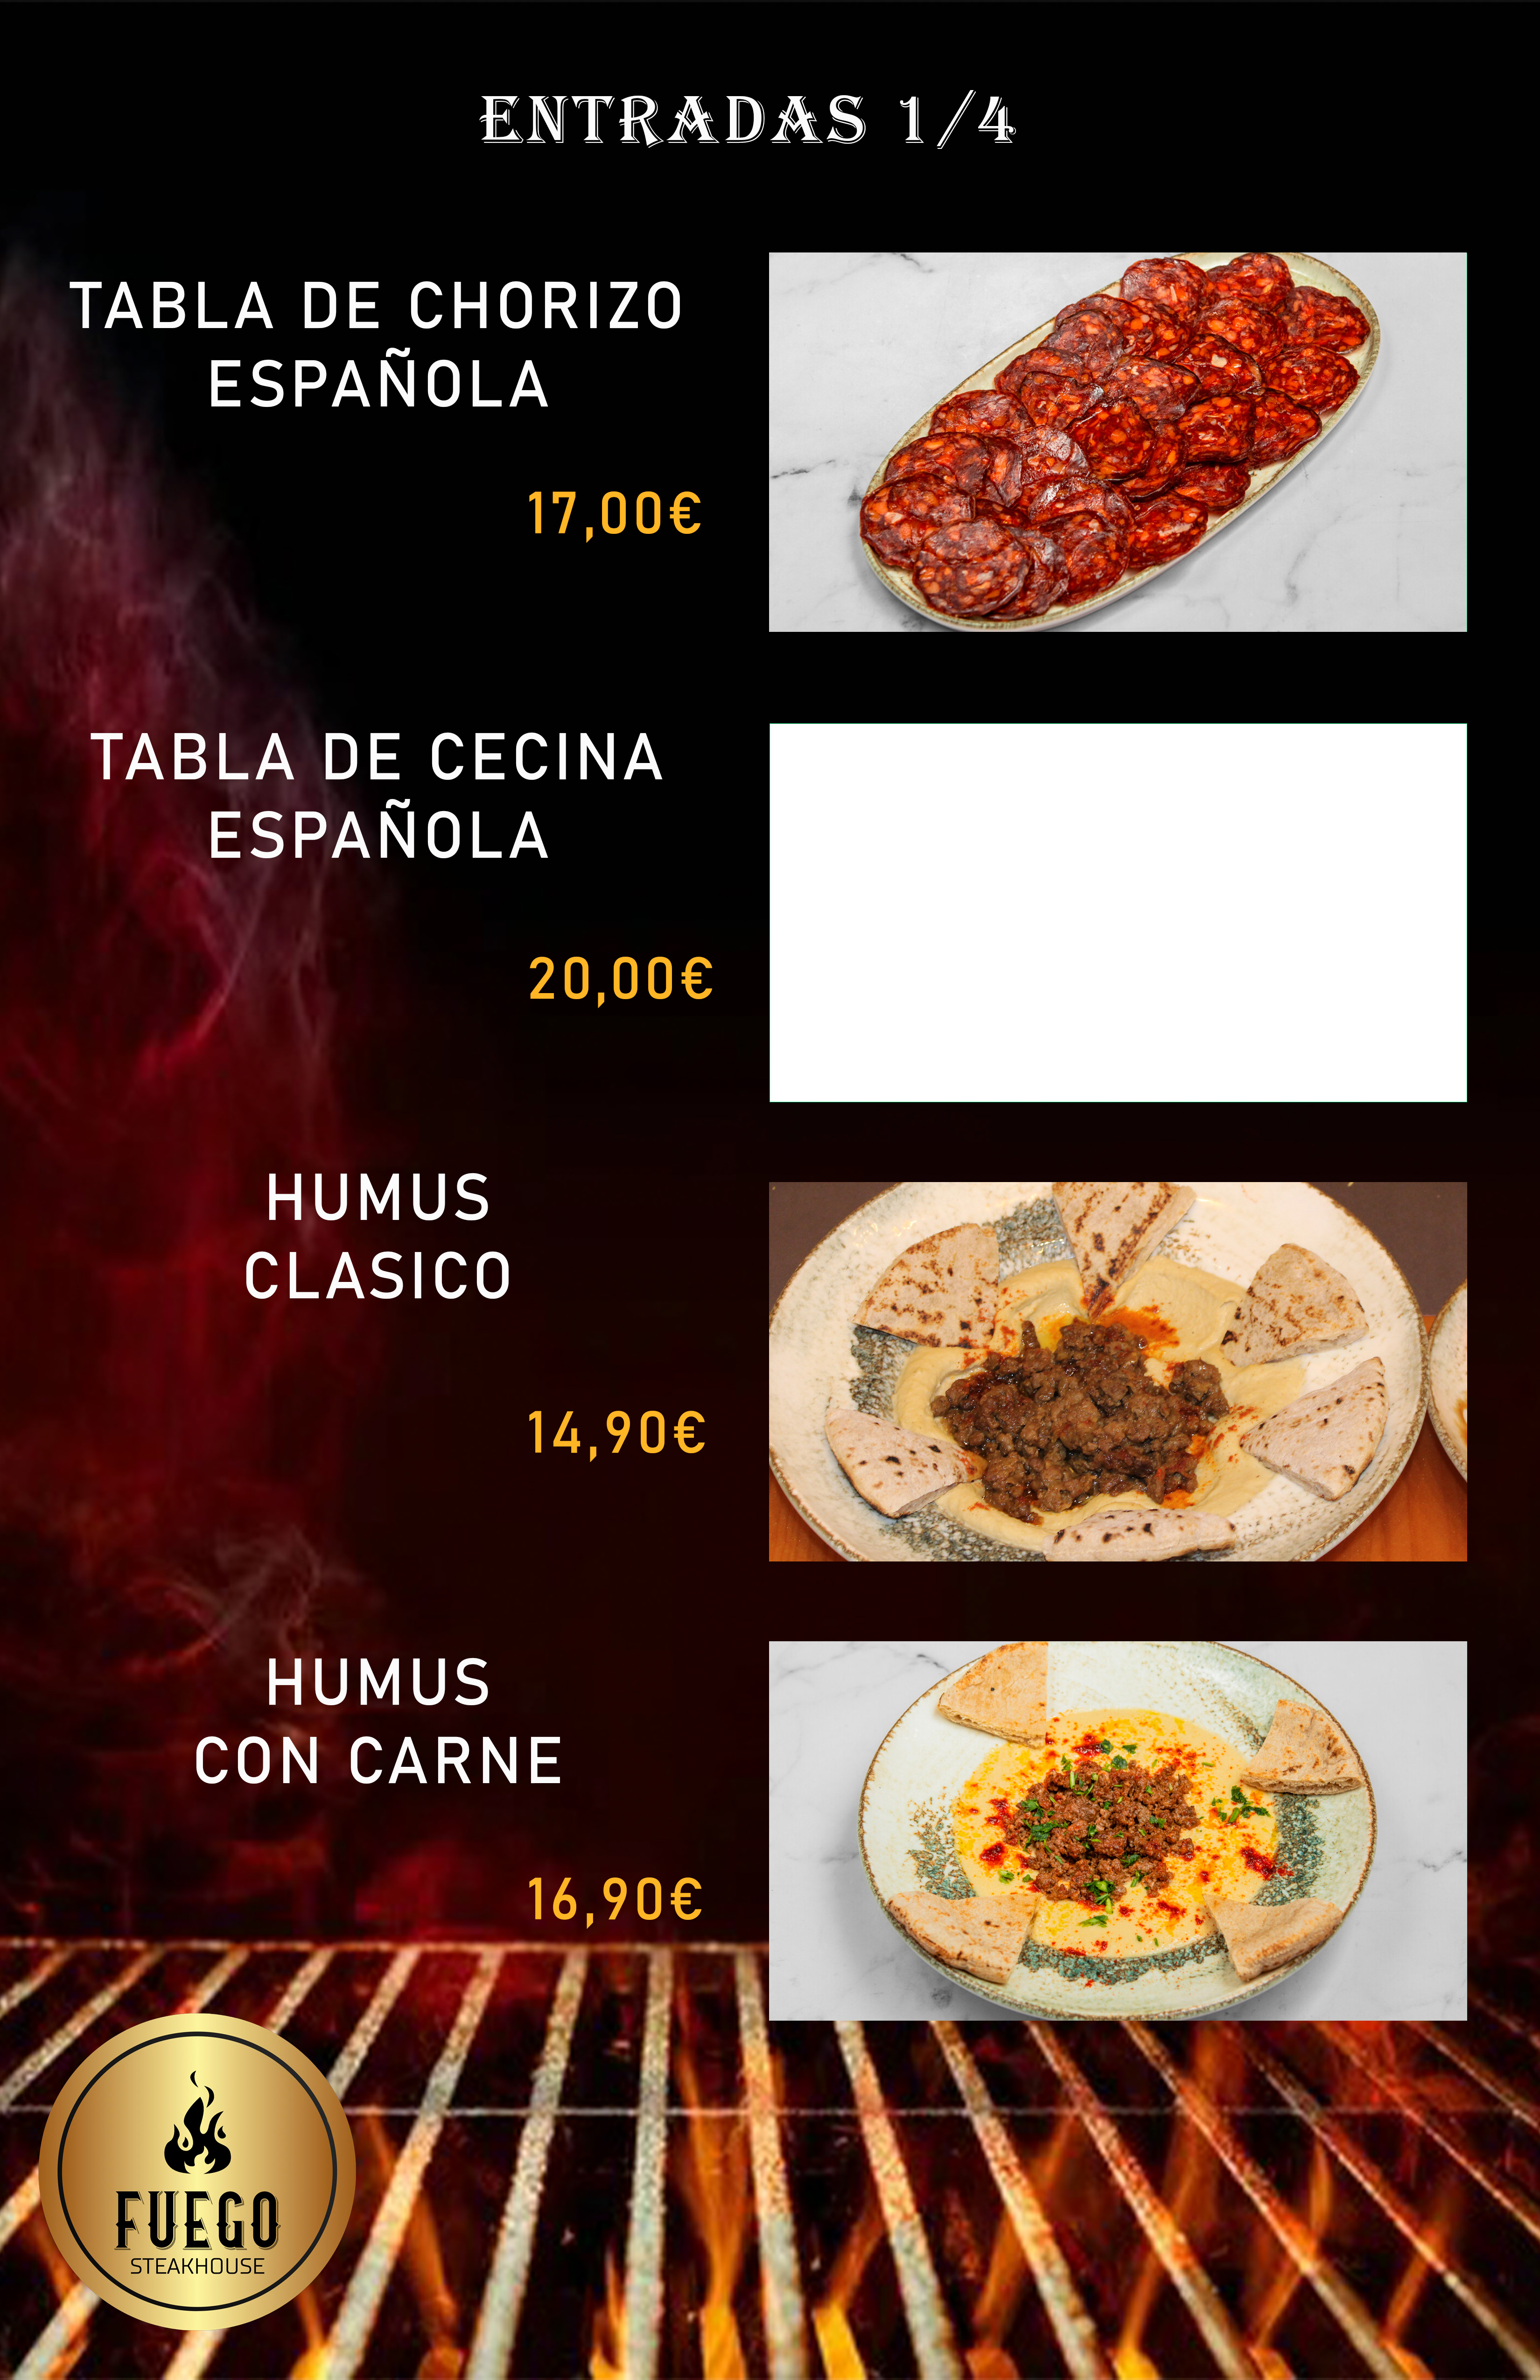 ENTRADAS 1/4
TABLA DE CHORIZO
ESPAÑOLA
17,00€
TABLA DE CECINA
ESPAÑOLA
20,00€
HUMUS
CLASICO
14,90€
HUMUS
CON CARNE
16,90€
FUEGO
STEAKHOUSE